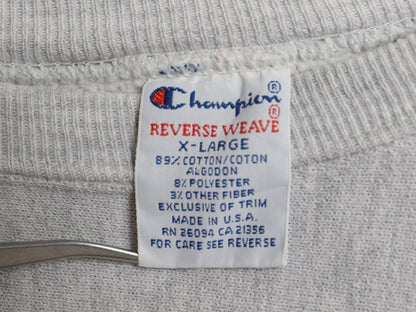 Champion®
REVERSE WEAVE®
X-LARGE
89% COTTON/COTON
ALGODON
8% POLYESTER
3% OTHER FIBER
EXCLUSIVE OF TRIM
MADE IN U.S.A.
RN 26094 CA 21356
FOR CARE SEE REVERSE